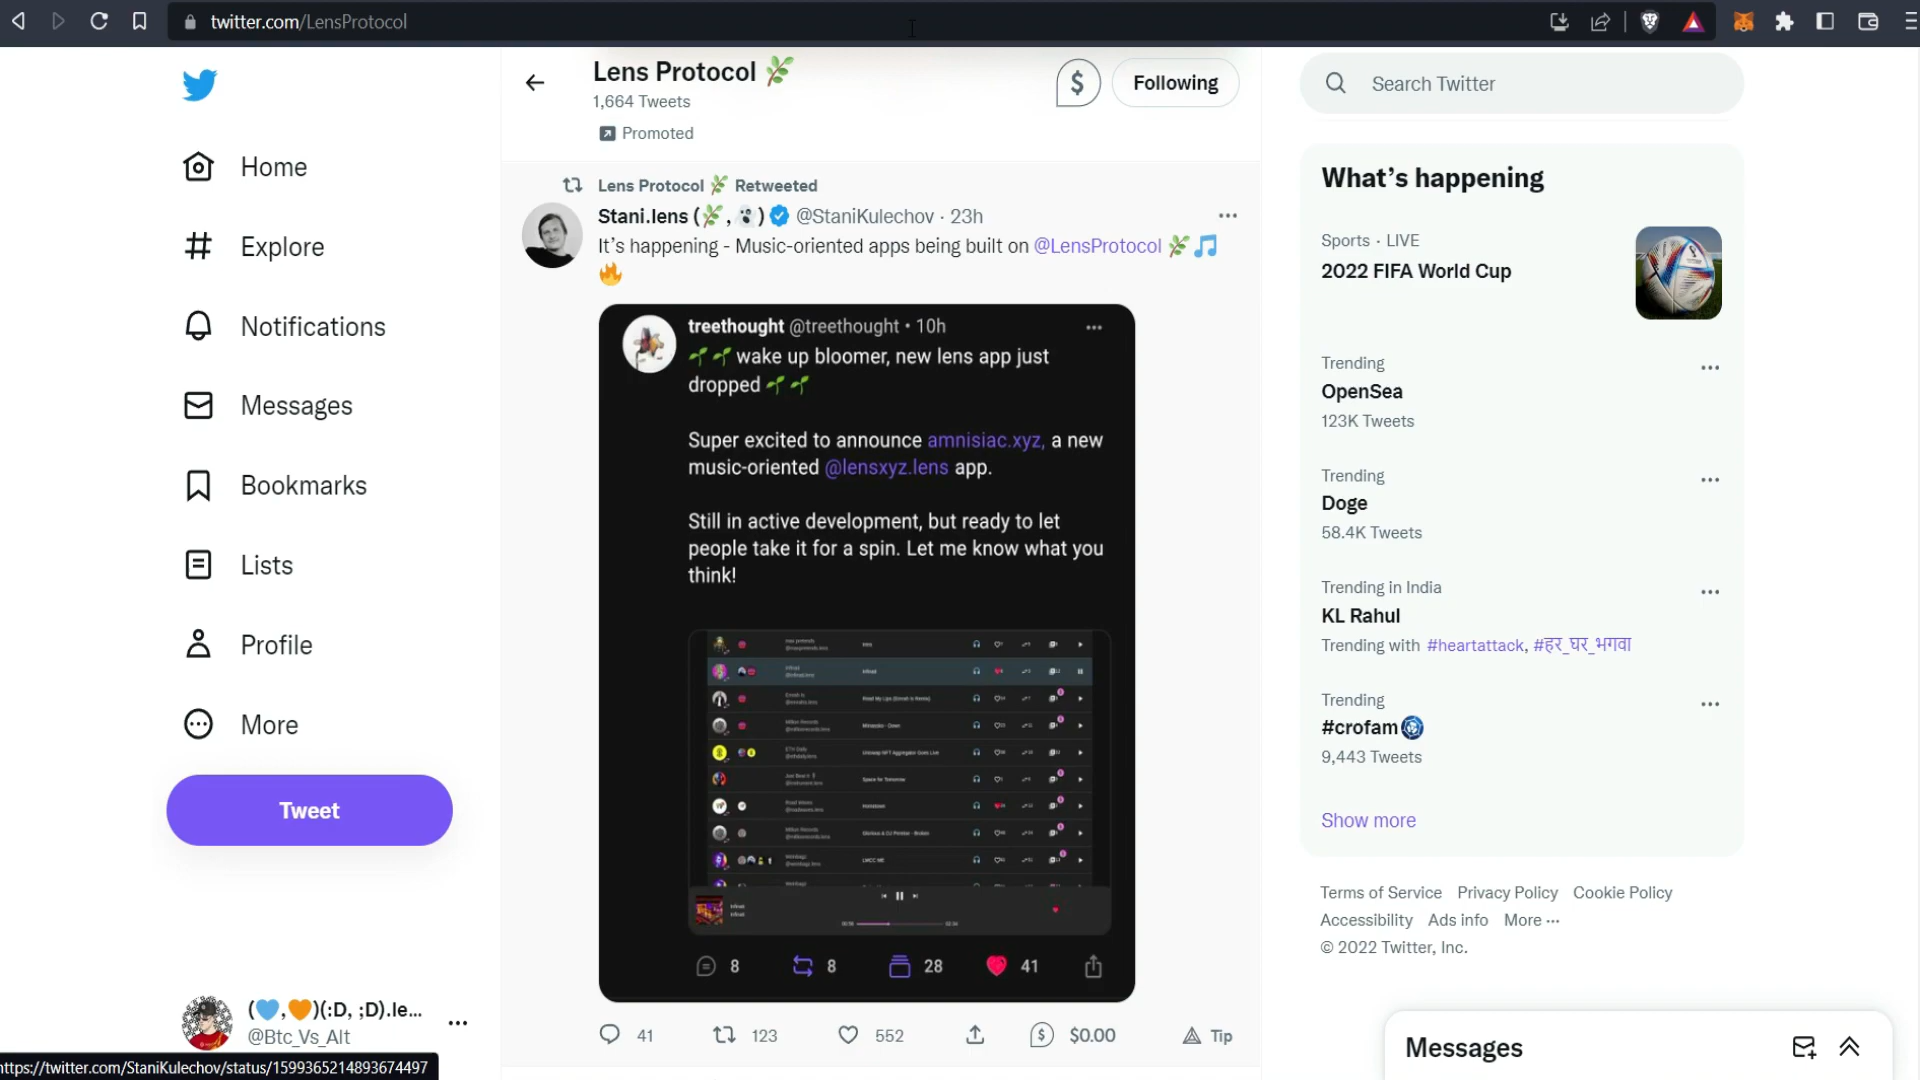 twitter.com/LensProtocol
Home
Explore
Notifications
Messages
Bookmarks
Lists
Profile
More
Tweet
(💙,🧡)(:D, ;D).le...
@Btc_Vs_Alt
https://twitter.com/StaniKulechov/status/1599365214893674497
Lens Protocol 🌿
1,664 Tweets
$
Following
Promoted
Lens Protocol 🌿 Retweeted
Stani.lens (🌿,👻) @StaniKulechov · 23h
It's happening - Music-oriented apps being built on @LensProtocol 🌿🎵
🔥
treethought @treethought • 10h
🌱🌱 wake up bloomer, new lens app just
dropped 🌱🌱
Super excited to announce amnisiac.xyz, a new
music-oriented @lensxyz.lens app.
Still in active development, but ready to let
people take it for a spin. Let me know what you
think!
8 8 28 41
41 123 552 $0.00 Tip
Search Twitter
What's happening
Sports · LIVE
2022 FIFA World Cup
Trending
OpenSea
123K Tweets
Trending
Doge
58.4K Tweets
Trending in India
KL Rahul
Trending with #heartattack, #हर_घर_भगवा
Trending
#crofam
9,443 Tweets
Show more
Terms of Service Privacy Policy Cookie Policy
Accessibility Ads info More ···
© 2022 Twitter, Inc.
Messages